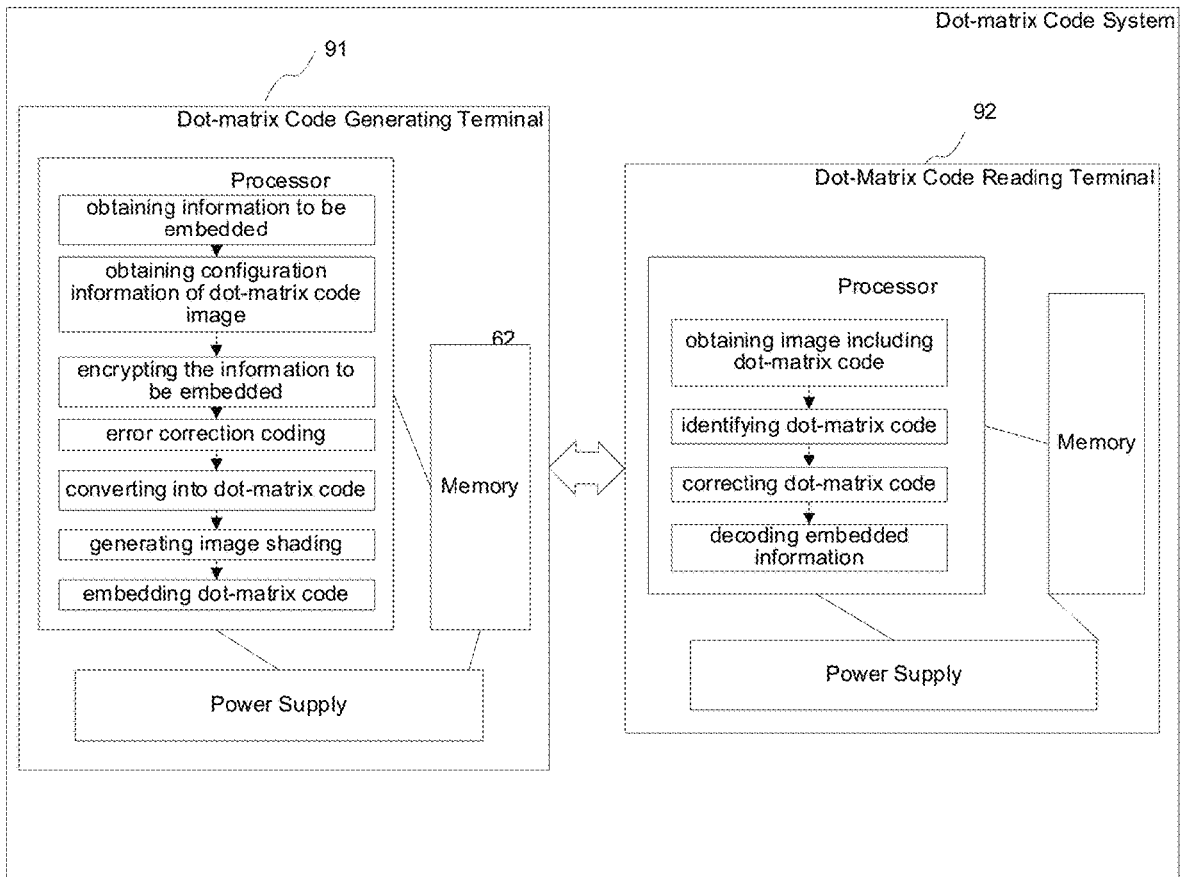 Dot-matrix Code System
91
Dot-matrix Code Generating Terminal
Processor
obtaining information to be
embedded
obtaining configuration
information of dot-matrix code
image
encrypting the information to
be embedded
error correction coding
converting into dot-matrix code
generating image shading
embedding dot-matrix code
62
Memory
Power Supply
92
Dot-Matrix Code Reading Terminal
Processor
obtaining image including
dot-matrix code
identifying dot-matrix code
correcting dot-matrix code
decoding embedded
information
Memory
Power Supply